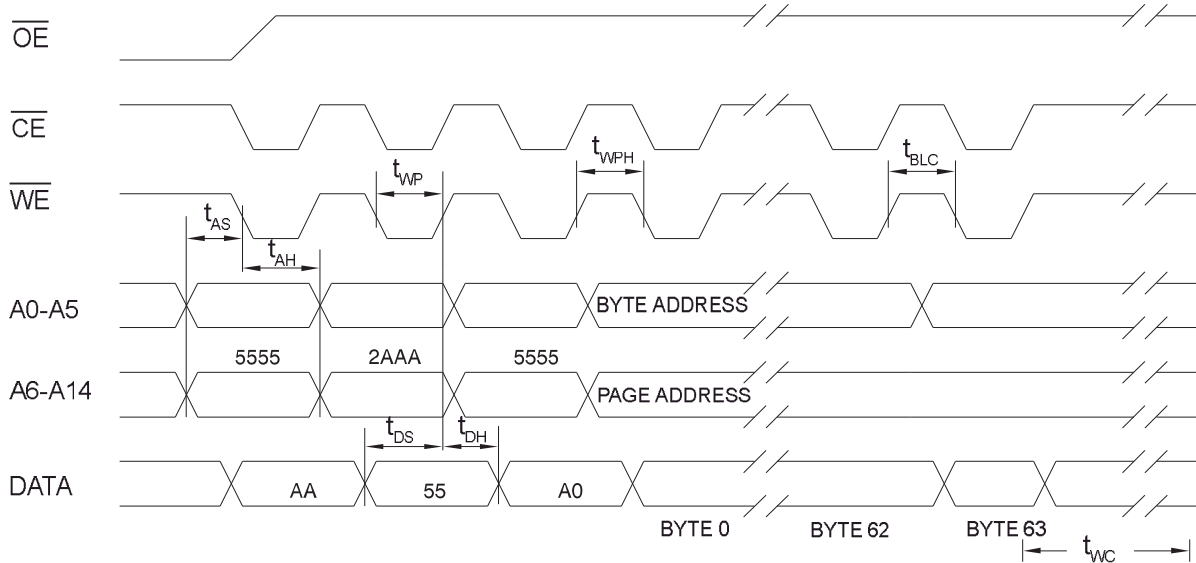 OE
CE
tWPH
tBLC
tWP
WE
tAS
tAH
A0-A5
BYTE ADDRESS
5555 2AAA 5555
A6-A14
PAGE ADDRESS
tDS tDH
DATA
AA 55 A0
BYTE 0 BYTE 62 BYTE 63
tWC